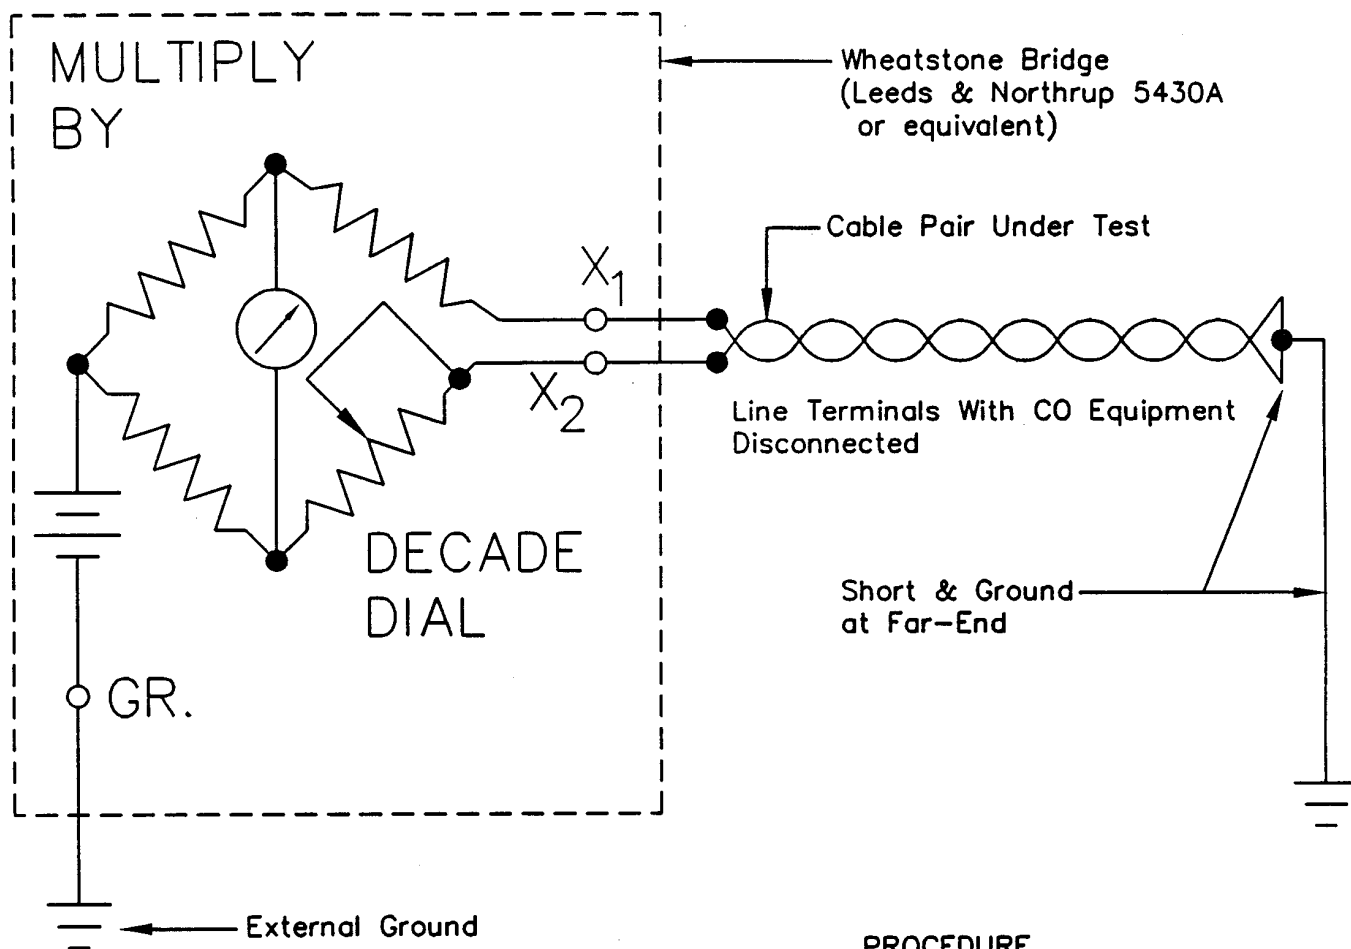 MULTIPLY
BY
Wheatstone Bridge
(Leeds & Northrup 5430A
or equivalent)
Cable Pair Under Test
X1
X2
Line Terminals With CO Equipment
Disconnected
DECADE
DIAL
Short & Ground
at Far-End
GR.
External Ground
PROCEDURE